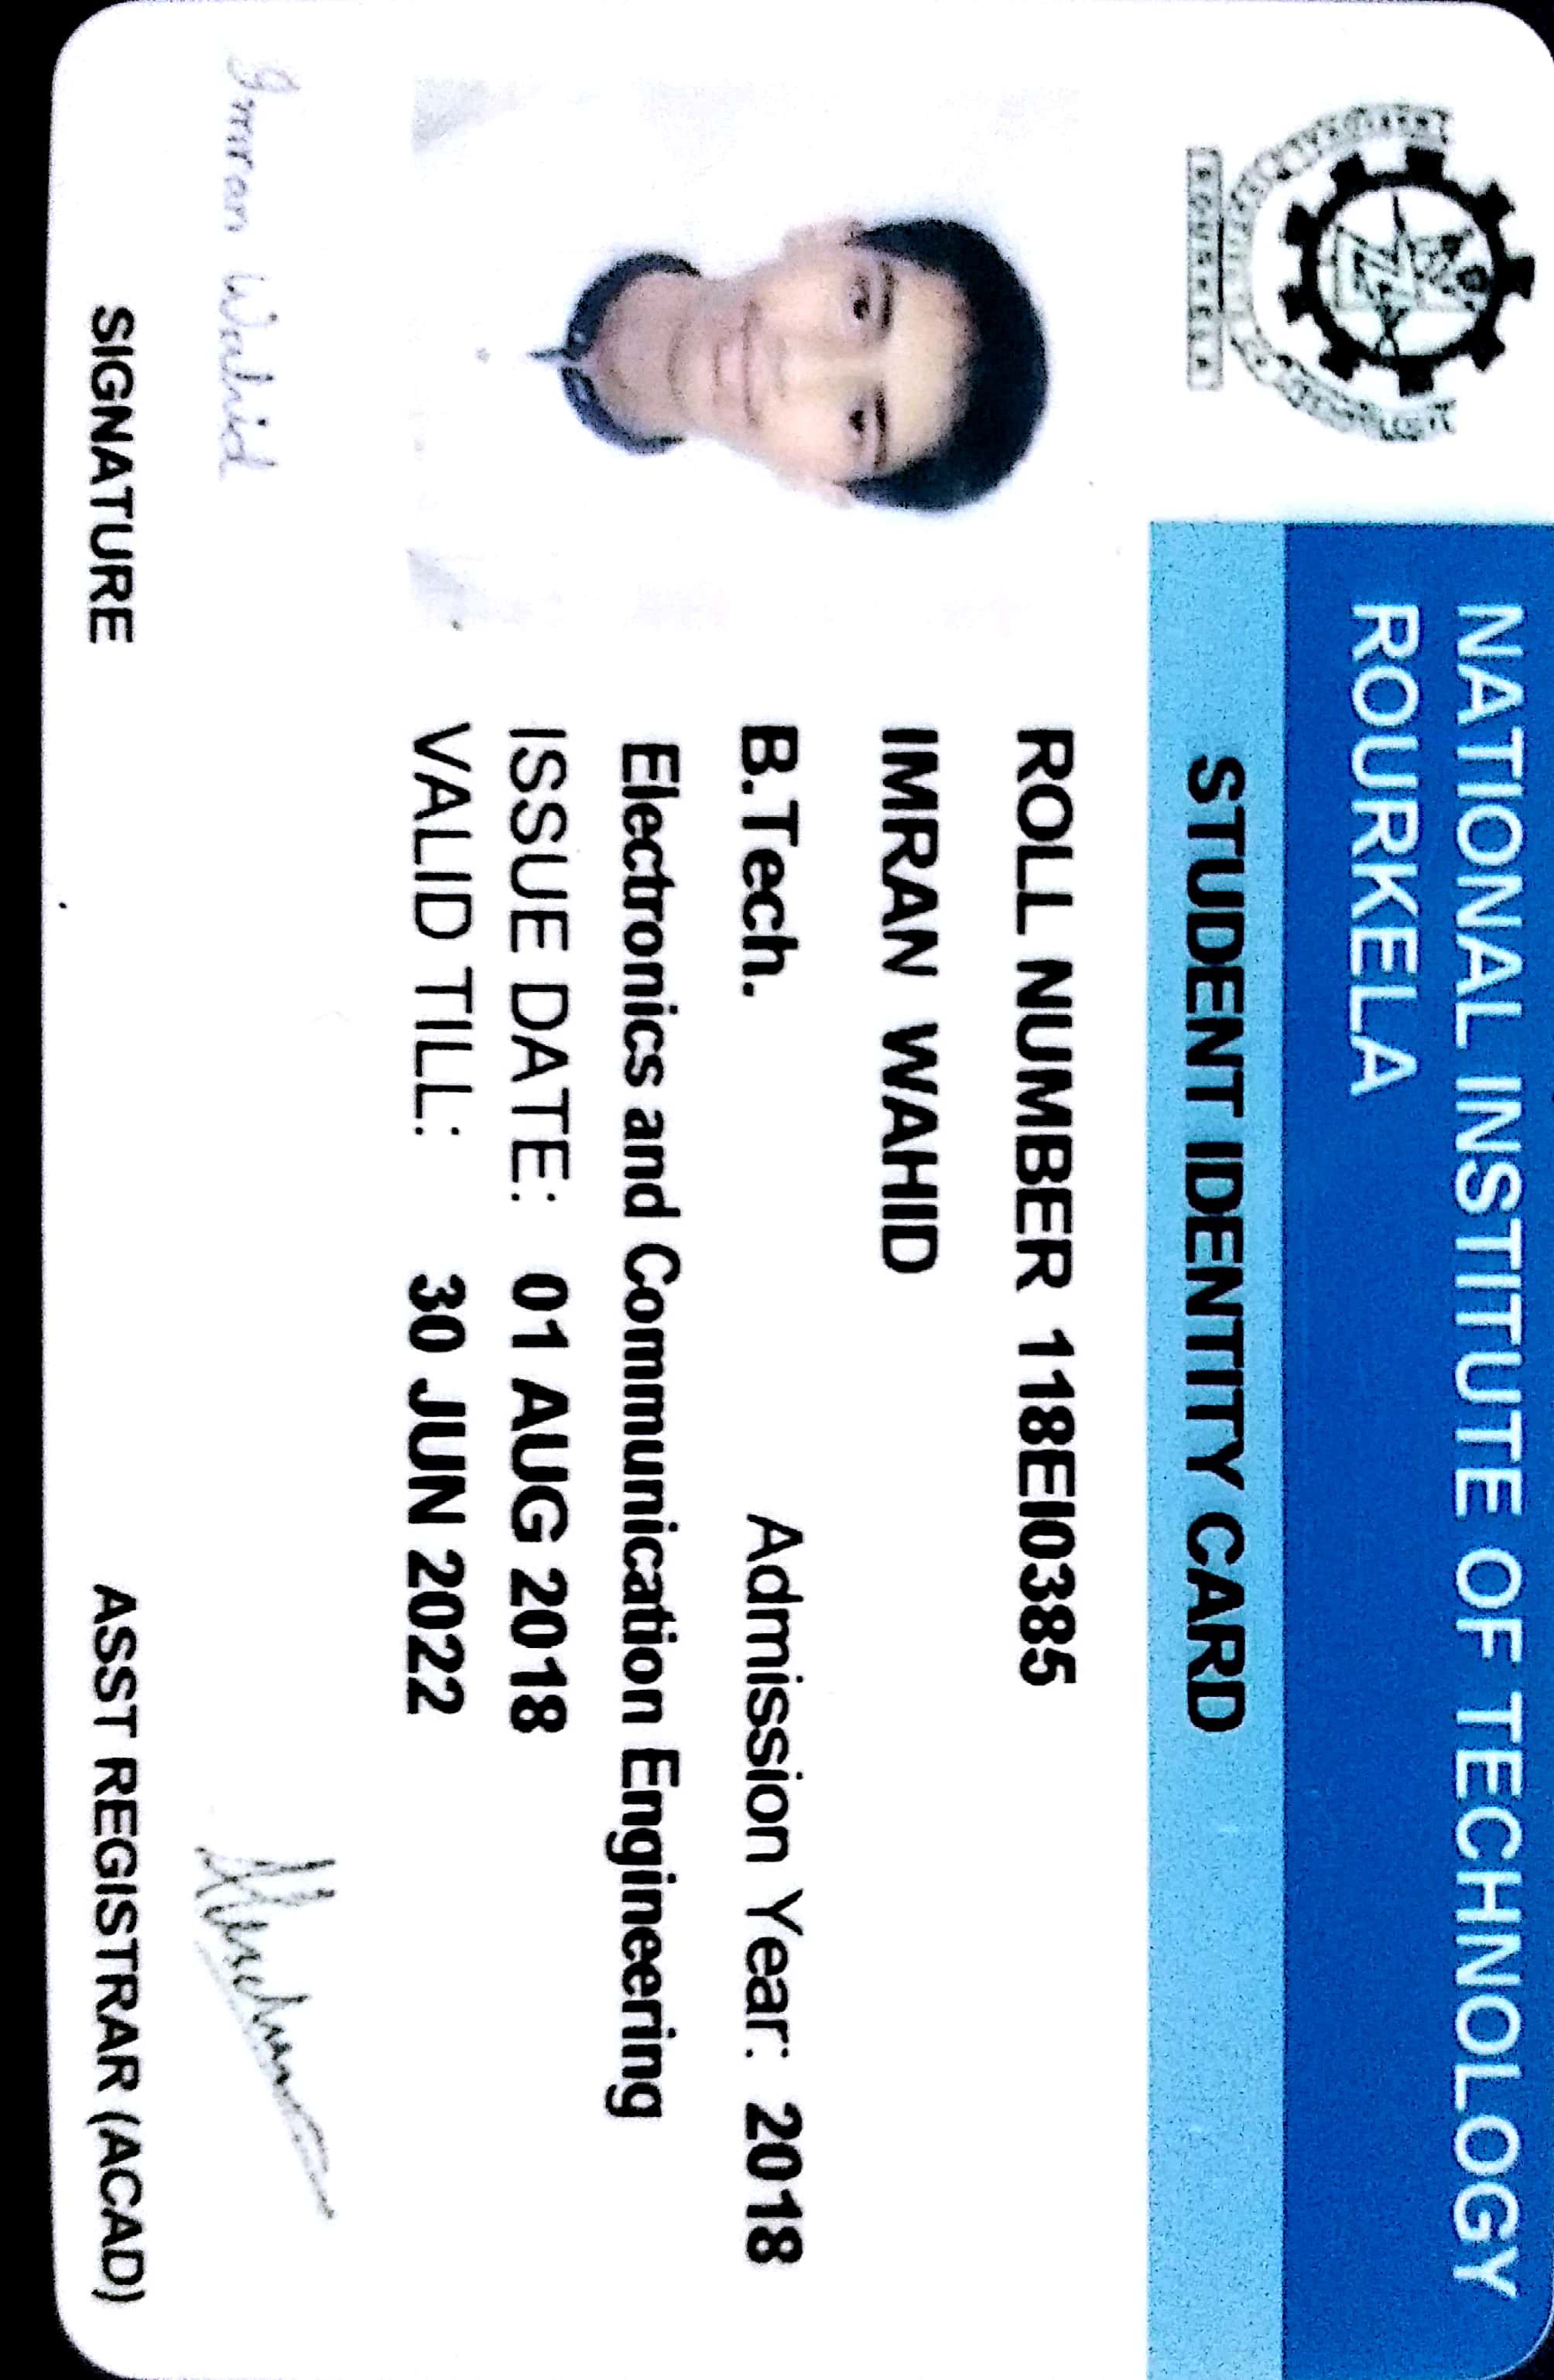 NATIONAL INSTITUTE OF TECHNOLOGY
ROURKELA
STUDENT IDENTITY CARD
ROURKELA
ROLL NUMBER 118EI0385
IMRAN WAHID
B.Tech. Admission Year: 2018
Electronics and Communication Engineering
ISSUE DATE: 01 AUG 2018
VALID TILL: 30 JUN 2022
Imran Wahid
SIGNATURE
ASST REGISTRAR (ACAD)